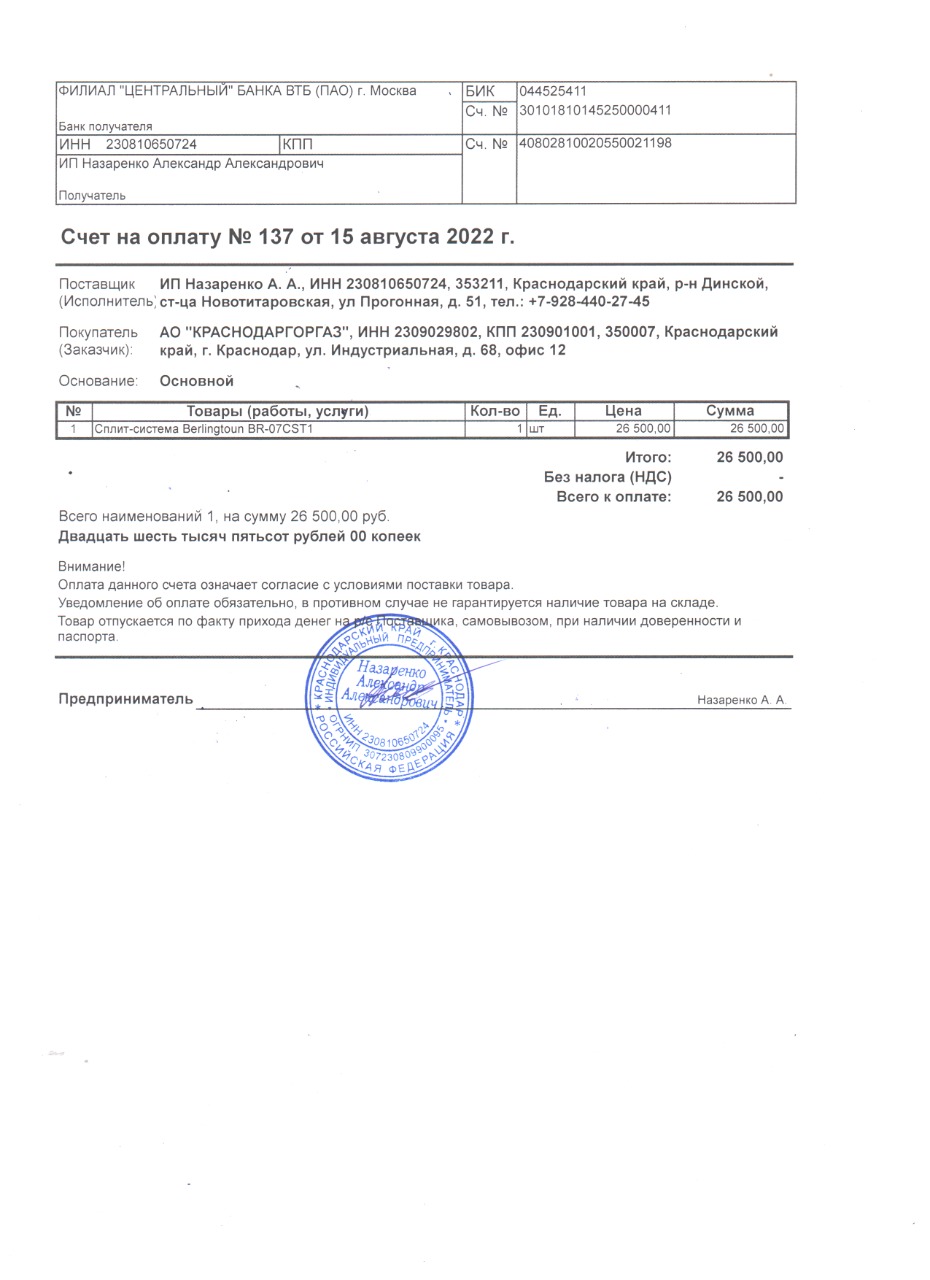 ФИЛИАЛ "ЦЕНТРАЛЬНЫЙ" БАНКА ВТБ (ПАО) г. Москва
БИК 044525411
Сч. № 30101810145250000411
Банк получателя
ИНН 230810650724 КПП Сч. № 40802810020550021198
ИП Назаренко Александр Александрович
Получатель
Счет на оплату № 137 от 15 августа 2022 г.
Поставщик ИП Назаренко А. А., ИНН 230810650724, 353211, Краснодарский край, р-н Динской,
(Исполнитель) ст-ца Новотитаровская, ул Прогонная, д. 51, тел.: +7-928-440-27-45
Покупатель АО "КРАСНОДАРГОРГАЗ", ИНН 2309029802, КПП 230901001, 350007, Краснодарский
(Заказчик): край, г. Краснодар, ул. Индустриальная, д. 68, офис 12
Основание: Основной
№ Товары (работы, услуги) Кол-во Ед. Цена Сумма
1 Сплит-система Berlingtoun BR-07CST1 1 шт 26 500,00 26 500,00
Итого: 26 500,00
Без налога (НДС) -
Всего к оплате: 26 500,00
Всего наименований 1, на сумму 26 500,00 руб.
Двадцать шесть тысяч пятьсот рублей 00 копеек
Внимание!
Оплата данного счета означает согласие с условиями поставки товара.
Уведомление об оплате обязательно, в противном случае не гарантируется наличие товара на складе.
Товар отпускается по факту прихода денег на р/с Поставщика, самовывозом, при наличии доверенности и
паспорта.
Предприниматель Назаренко А. А.
* КРАСНОДАРСКИЙ КРАЙ г. КРАСНОДАР *
РОССИЙСКАЯ ФЕДЕРАЦИЯ
• ИНДИВИДУАЛЬНЫЙ ПРЕДПРИНИМАТЕЛЬ •
ОГРНИП 307230809900095
ИНН 230810650724
Назаренко
Александр
Александрович